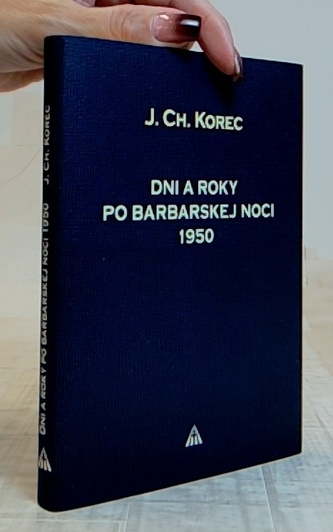 J. CH. KOREC
DNI A ROKY
PO BARBARSKEJ NOCI
1950
DNI A ROKY PO BARBARSKEJ NOCI 1950 J. CH. KOREC